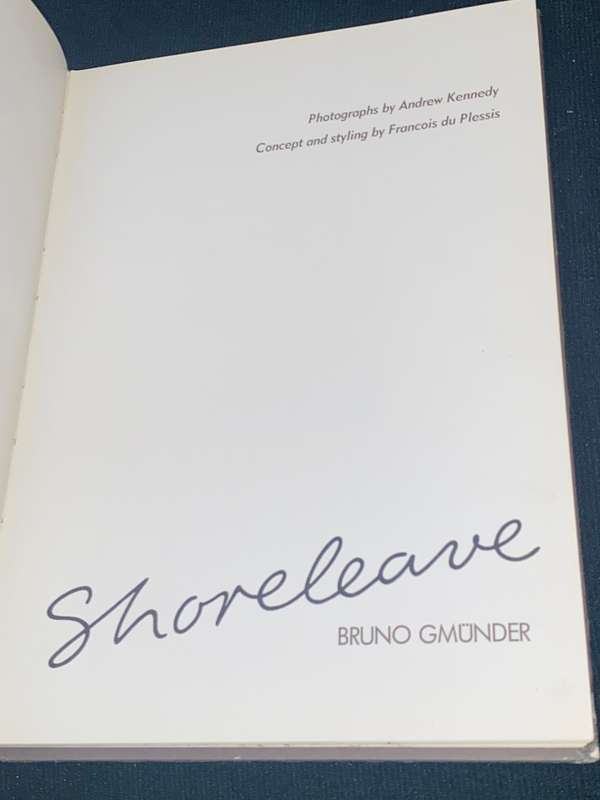 Photographs by Andrew Kennedy
Concept and styling by Francois du Plessis
Shoreleave
BRUNO GMÜNDER